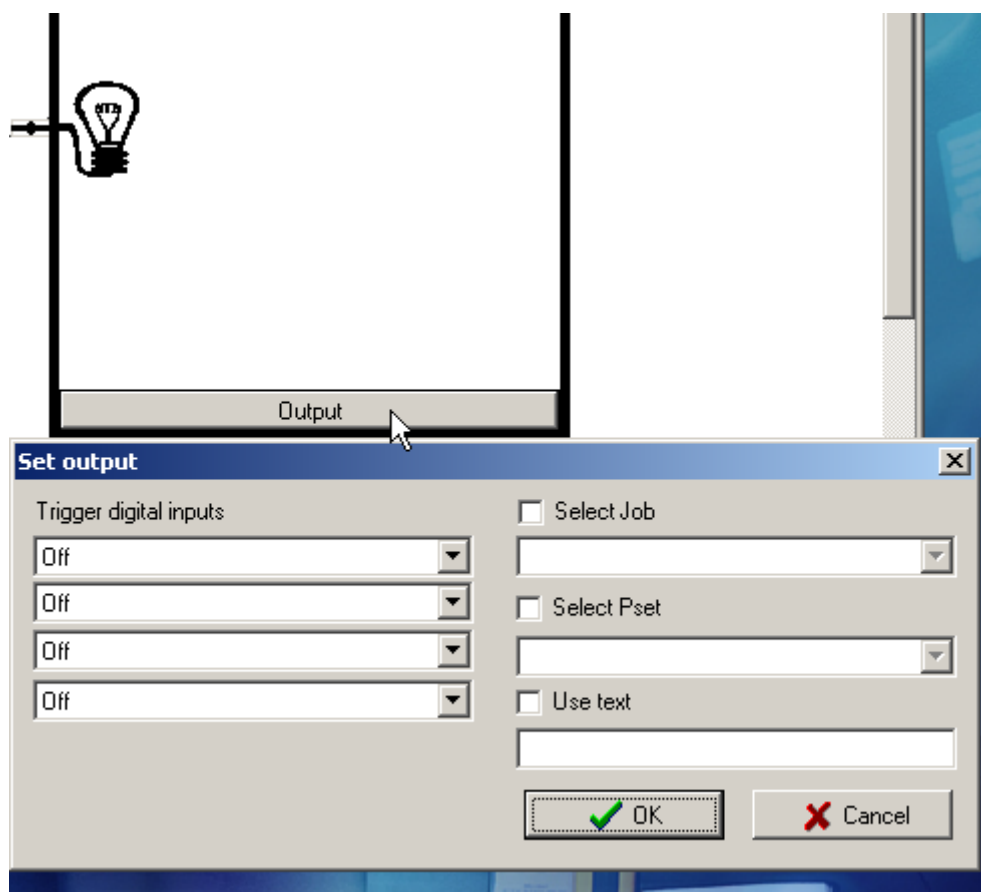 Output
Set output
Trigger digital inputs
Off
Off
Off
Off
Select Job
Select Pset
Use text
OK
Cancel